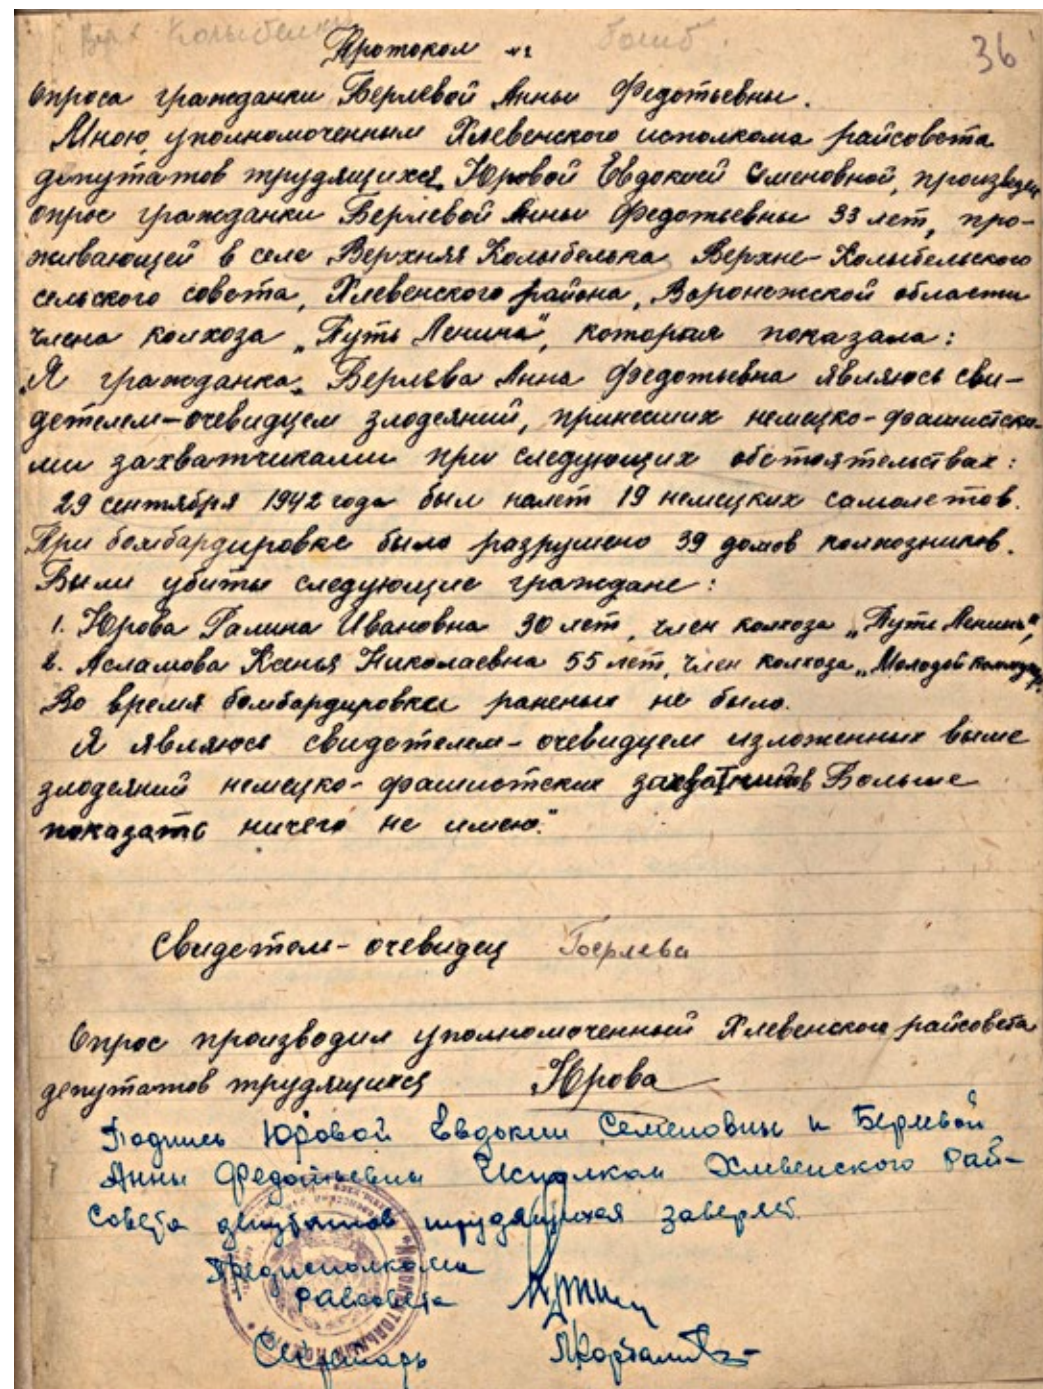 Верх Колыбелка бомб. 36
Протокол №
Опроса гражданки Берлевой Анны Федотьевны.
Мною, уполномоченным Хлевенского исполкома райсовета
депутатов трудящихся, Юровой Евдокией Семеновной, произведен
опрос гражданки Берлевой Анны Федотьевны 33 лет, про-
живающей в селе Верхняя Колыбелька Верхне-Колыбельского
сельского совета, Хлевенского района, Воронежской области
члена колхоза „Путь Ленина", которая показала:
„Я гражданка, Берлева Анна Федотьевна являюсь сви-
детелем-очевидцем злодеяний, принесших немецко-фашистски-
ми захватчиками при следующих обстоятельствах:
29 сентября 1942 года был налет 19 немецких самолетов.
При бомбардировке было разрушено 39 домов колхозников.
Были убиты следующие граждане:
1. Юрова Галина Ивановна 30 лет, член колхоза „Путь Ленина",
2. Асламова Ксенья Николаевна 55 лет, член колхоза „Молодой
Во время бомбардировки раненых не было.
Я являюсь свидетелем-очевидцем изложенных выше
злодеяний немецко-фашистских захватчиков Больше
показать ничего не имею."
Свидетель-очевидец Берлева
Опрос производил уполномоченный Хлевенского райсовета
депутатов трудящихся Юрова
Подпись Юровой Евдокии Семеновны и Берлевой
Анны Федотьевны Исполком Хлевенского рай-
совета депутатов трудящихся заверяет.
Предисполкома
райсовета
Секретарь